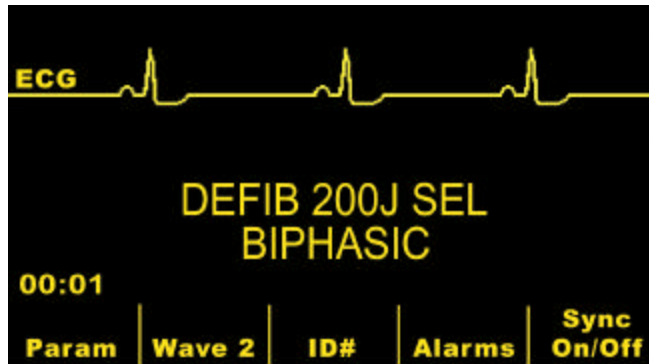 ECG
DEFIB 200J SEL
BIPHASIC
00:01
Param
Wave 2
ID#
Alarms
Sync
On/Off